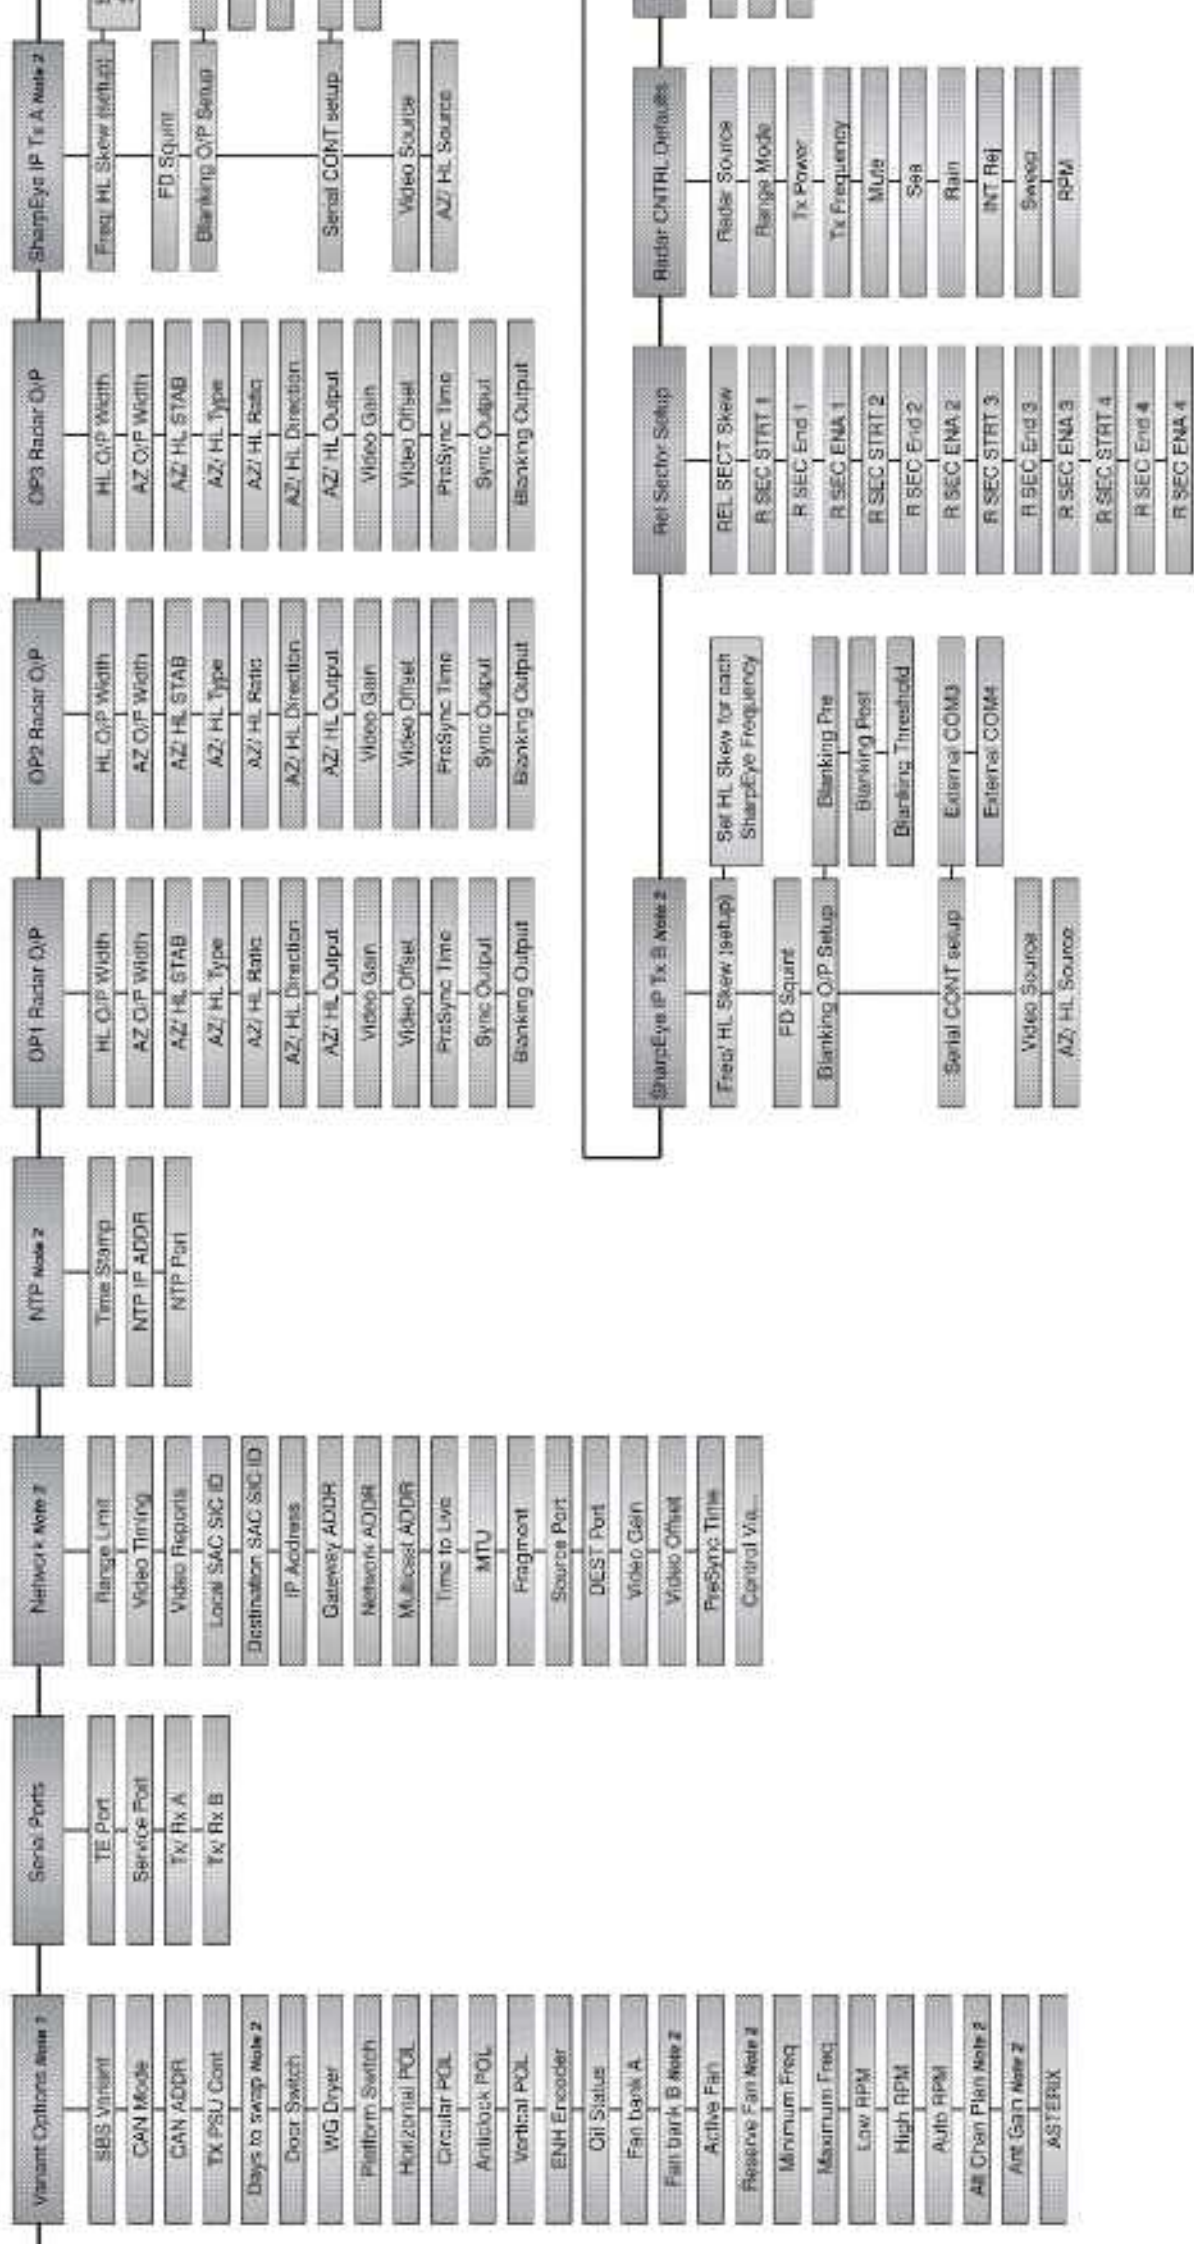 Variant Options Note 1
SBS Variant
CAN Mode
CAN ADDR
TX PSU Cont
Days to swap Note 2
Door Switch
WG Dryer
Platform Switch
Horizontal POL
Circular POL
Anticlock POL
Vertical POL
ENH Encoder
Oil Status
Fan bank A
Fan bank B Note 2
Active Fan
Reserve Fan Note 2
Minimum Freq
Maximum Freq
Low RPM
High RPM
Auto RPM
Alt Chan Plan Note 2
Ant Gain Note 2
ASTERIX
Serial Ports
TE Port
Service Port
Tx/ Rx A
Tx/ Rx B
Network Note 2
Range Limit
Video Timing
Video Reports
Local SAC SIC ID
Destination SAC SIC ID
IP Address
Gateway ADDR
Network ADDR
Multicast ADDR
Time to Live
MTU
Fragment
Source Port
DEST Port
Video Gain
Video Offset
PreSync Time
Control Via...
NTP Note 2
Time Stamp
NTP IP ADDR
NTP Port
OP1 Radar O/P
HL O/P Width
AZ O/P Width
AZ/ HL STAB
AZ/ HL Type
AZ/ HL Ratio
AZ/ HL Direction
AZ/ HL Output
Video Gain
Video Offset
PreSync Time
Sync Output
Blanking Output
OP2 Radar O/P
HL O/P Width
AZ O/P Width
AZ/ HL STAB
AZ/ HL Type
AZ/ HL Ratio
AZ/ HL Direction
AZ/ HL Output
Video Gain
Video Offset
PreSync Time
Sync Output
Blanking Output
OP3 Radar O/P
HL O/P Width
AZ O/P Width
AZ/ HL STAB
AZ/ HL Type
AZ/ HL Ratio
AZ/ HL Direction
AZ/ HL Output
Video Gain
Video Offset
PreSync Time
Sync Output
Blanking Output
SharpEye IP Tx A Note 2
Freq/ HL Skew (setup)
FD Squint
Blanking O/P Setup
Serial CONT setup
Video Source
AZ/ HL Source
SharpEye IP Tx B Note 2
Freq/ HL Skew (setup)
Set HL Skew for each
SharpEye Frequency
FD Squint
Blanking O/P Setup
Blanking Pre
Blanking Post
Blanking Threshold
Serial CONT setup
External COM3
External COM4
Video Source
AZ/ HL Source
Rel Sector Setup
REL SECT Skew
R SEC STRT 1
R SEC End 1
R SEC ENA 1
R SEC STRT 2
R SEC End 2
R SEC ENA 2
R SEC STRT 3
R SEC End 3
R SEC ENA 3
R SEC STRT 4
R SEC End 4
R SEC ENA 4
Radar CNTRL Defaults
Radar Source
Range Mode
Tx Power
Tx Frequency
Mute
Sea
Rain
INT Rej
Sweep
RPM